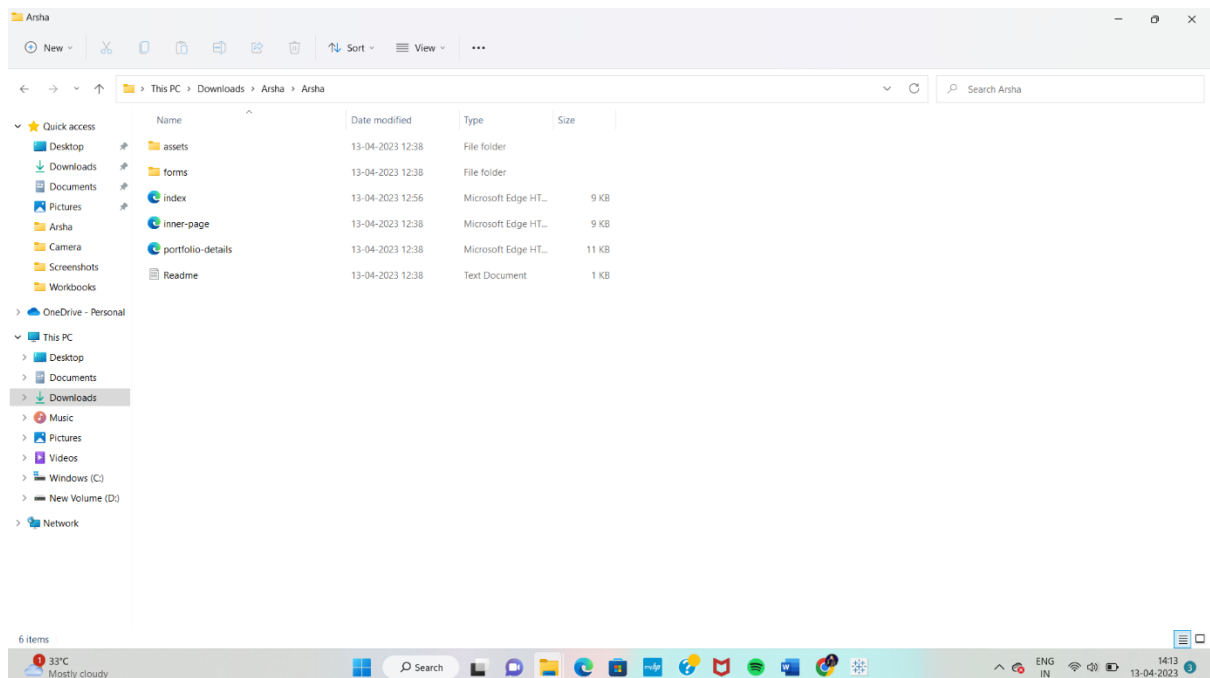 Arsha
New
Sort
View
This PC > Downloads > Arsha > Arsha
Search Arsha
Name Date modified Type Size
Quick access
Desktop
Downloads
Documents
Pictures
Arsha
Camera
Screenshots
Workbooks
OneDrive - Personal
This PC
Desktop
Documents
Downloads
Music
Pictures
Videos
Windows (C:)
New Volume (D:)
Network
assets 13-04-2023 12:38 File folder
forms 13-04-2023 12:38 File folder
index 13-04-2023 12:56 Microsoft Edge HT... 9 KB
inner-page 13-04-2023 12:38 Microsoft Edge HT... 9 KB
portfolio-details 13-04-2023 12:38 Microsoft Edge HT... 11 KB
Readme 13-04-2023 12:38 Text Document 1 KB
6 items
1
33°C
Mostly cloudy
Search
myhp
W
ENG
IN
14:13
13-04-2023
3